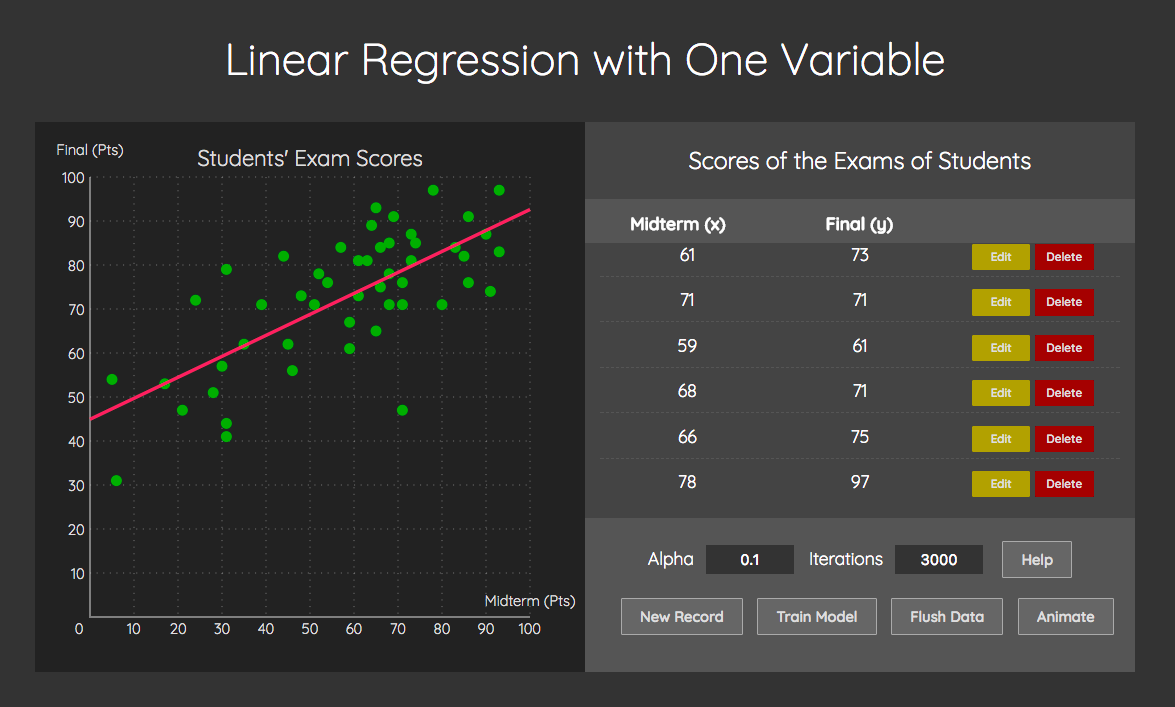 Linear Regression with One Variable
Final (Pts)
Students' Exam Scores
100
90
80
70
60
50
40
30
20
10
Midterm (Pts)
0 10 20 30 40 50 60 70 80 90 100
Scores of the Exams of Students
Midterm (x) Final (y)
61 73 Edit Delete
71 71 Edit Delete
59 61 Edit Delete
68 71 Edit Delete
66 75 Edit Delete
78 97 Edit Delete
Alpha 0.1 Iterations 3000 Help
New Record Train Model Flush Data Animate